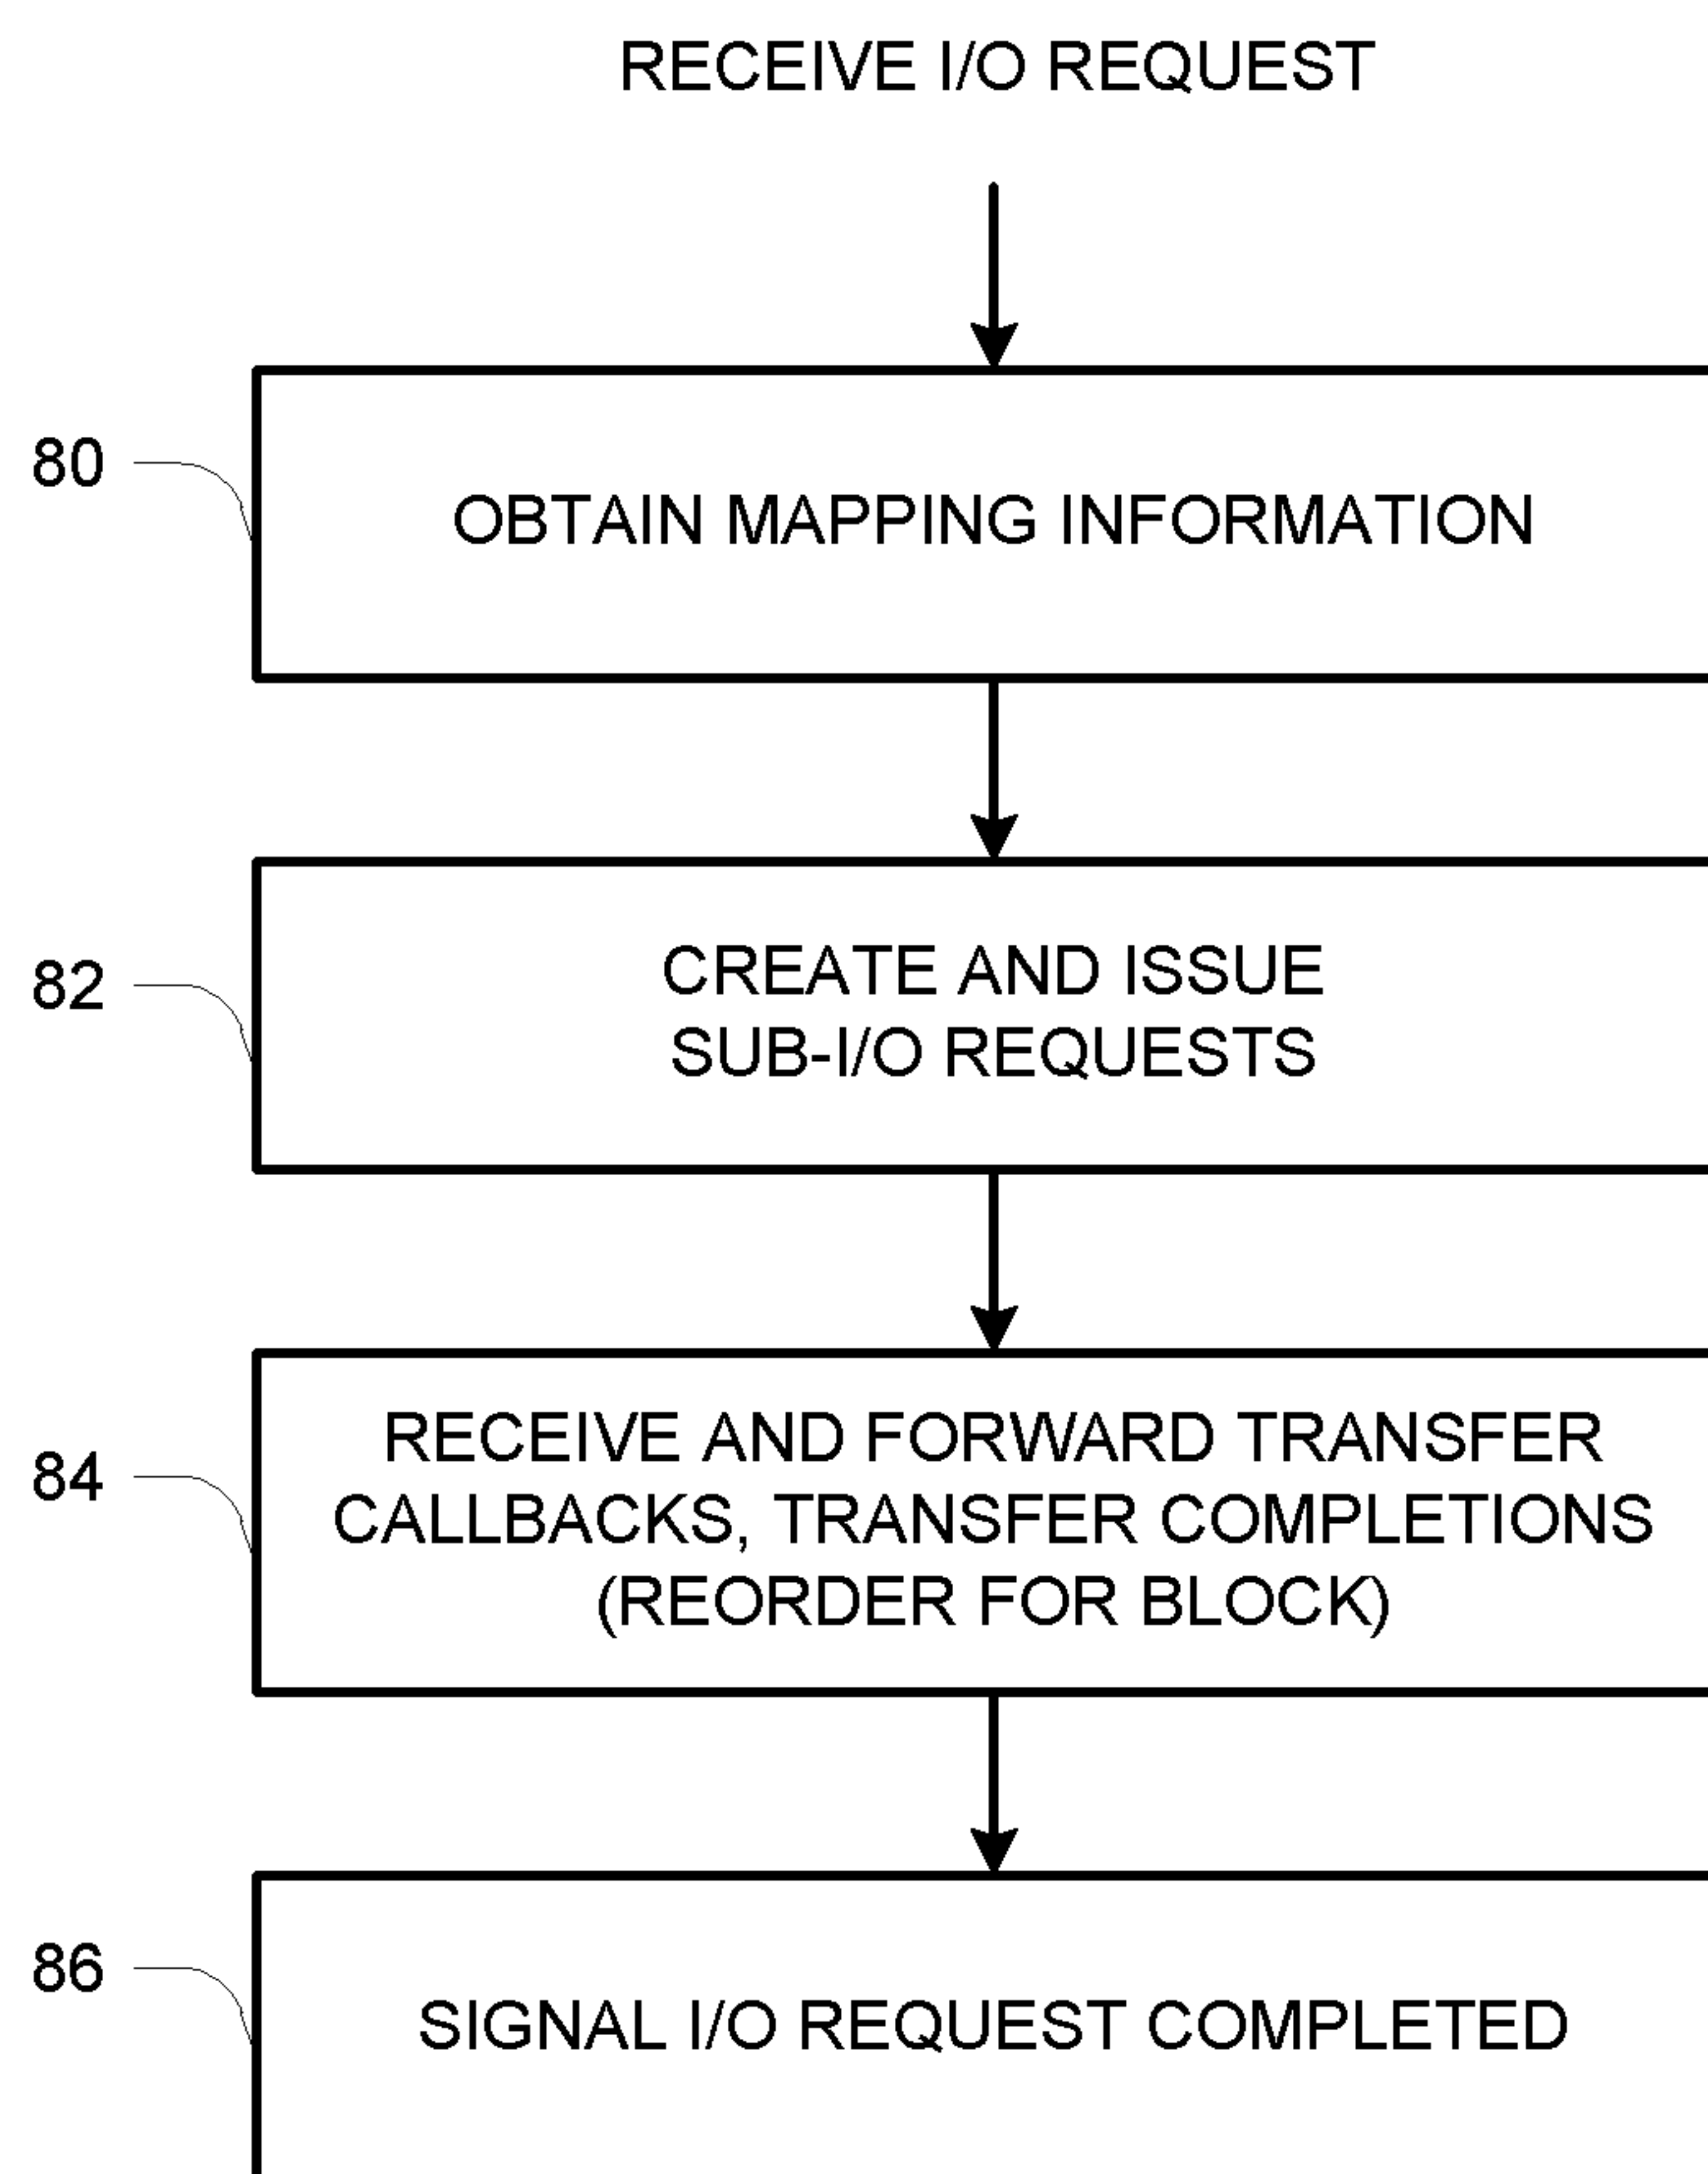 RECEIVE I/O REQUEST
80
OBTAIN MAPPING INFORMATION
82
CREATE AND ISSUE
SUB-I/O REQUESTS
84
RECEIVE AND FORWARD TRANSFER
CALLBACKS, TRANSFER COMPLETIONS
(REORDER FOR BLOCK)
86
SIGNAL I/O REQUEST COMPLETED